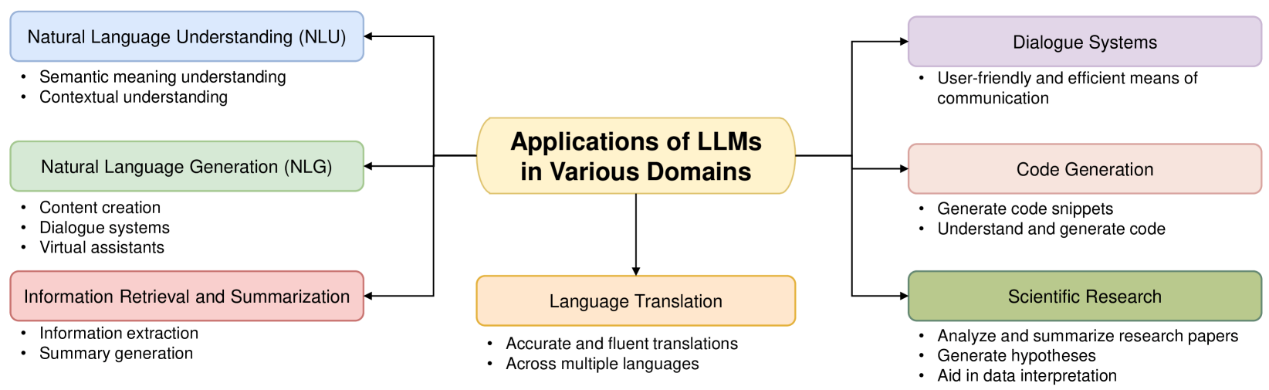 Natural Language Understanding (NLU)
• Semantic meaning understanding
• Contextual understanding
Natural Language Generation (NLG)
• Content creation
• Dialogue systems
• Virtual assistants
Information Retrieval and Summarization
• Information extraction
• Summary generation
Applications of LLMs
in Various Domains
Language Translation
• Accurate and fluent translations
• Across multiple languages
Dialogue Systems
• User-friendly and efficient means of
communication
Code Generation
• Generate code snippets
• Understand and generate code
Scientific Research
• Analyze and summarize research papers
• Generate hypotheses
• Aid in data interpretation